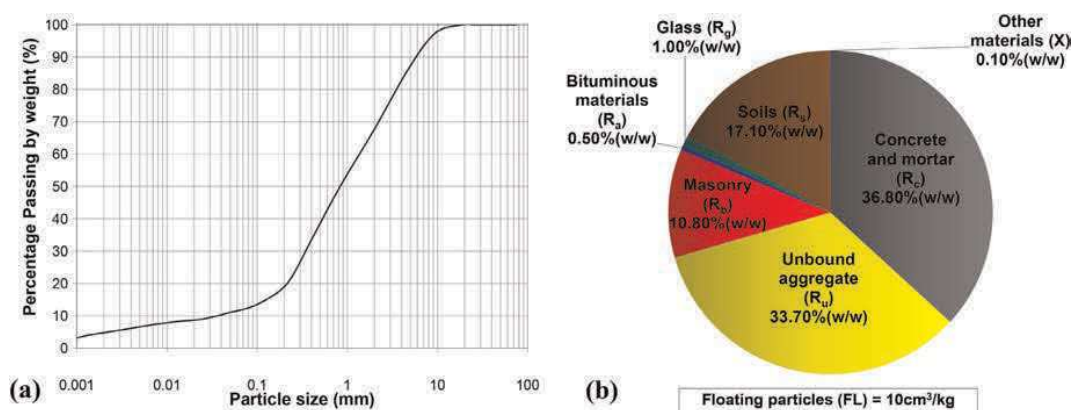 100
90
80
70
60
50
40
30
20
10
0
Percentage Passing by weight (%)
0.001
0.01
0.1
1
10
100
Particle size (mm)
(a)
Glass (Rg)
1.00%(w/w)
Other
materials (X)
0.10%(w/w)
Bituminous
materials
(Ra)
0.50%(w/w)
Soils (Rs)
17.10%(w/w)
Concrete
and mortar
(Rc)
36.80%(w/w)
Masonry
(Rb)
10.80%(w/w)
Unbound
aggregate
(Ru)
33.70%(w/w)
(b)
Floating particles (FL) = 10cm³/kg